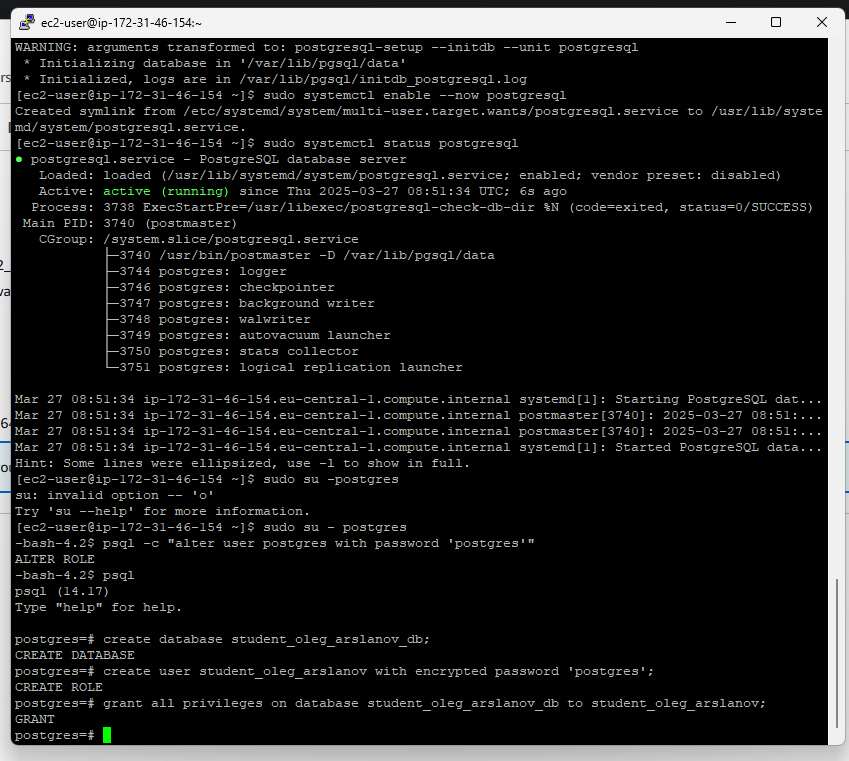 ec2-user@ip-172-31-46-154:~
WARNING: arguments transformed to: postgresql-setup --initdb --unit postgresql
 * Initializing database in '/var/lib/pgsql/data'
 * Initialized, logs are in /var/lib/pgsql/initdb_postgresql.log
[ec2-user@ip-172-31-46-154 ~]$ sudo systemctl enable --now postgresql
Created symlink from /etc/systemd/system/multi-user.target.wants/postgresql.service to /usr/lib/syste
md/system/postgresql.service.
[ec2-user@ip-172-31-46-154 ~]$ sudo systemctl status postgresql
● postgresql.service - PostgreSQL database server
   Loaded: loaded (/usr/lib/systemd/system/postgresql.service; enabled; vendor preset: disabled)
   Active: active (running) since Thu 2025-03-27 08:51:34 UTC; 6s ago
  Process: 3738 ExecStartPre=/usr/libexec/postgresql-check-db-dir %N (code=exited, status=0/SUCCESS)
 Main PID: 3740 (postmaster)
   CGroup: /system.slice/postgresql.service
           ├─3740 /usr/bin/postmaster -D /var/lib/pgsql/data
           ├─3744 postgres: logger
           ├─3746 postgres: checkpointer
           ├─3747 postgres: background writer
           ├─3748 postgres: walwriter
           ├─3749 postgres: autovacuum launcher
           ├─3750 postgres: stats collector
           └─3751 postgres: logical replication launcher
Mar 27 08:51:34 ip-172-31-46-154.eu-central-1.compute.internal systemd[1]: Starting PostgreSQL dat...
Mar 27 08:51:34 ip-172-31-46-154.eu-central-1.compute.internal postmaster[3740]: 2025-03-27 08:51:...
Mar 27 08:51:34 ip-172-31-46-154.eu-central-1.compute.internal postmaster[3740]: 2025-03-27 08:51:...
Mar 27 08:51:34 ip-172-31-46-154.eu-central-1.compute.internal systemd[1]: Started PostgreSQL data...
Hint: Some lines were ellipsized, use -l to show in full.
[ec2-user@ip-172-31-46-154 ~]$ sudo su -postgres
su: invalid option -- 'o'
Try 'su --help' for more information.
[ec2-user@ip-172-31-46-154 ~]$ sudo su - postgres
-bash-4.2$ psql -c "alter user postgres with password 'postgres'"
ALTER ROLE
-bash-4.2$ psql
psql (14.17)
Type "help" for help.
postgres=# create database student_oleg_arslanov_db;
CREATE DATABASE
postgres=# create user student_oleg_arslanov with encrypted password 'postgres';
CREATE ROLE
postgres=# grant all privileges on database student_oleg_arslanov_db to student_oleg_arslanov;
GRANT
postgres=#